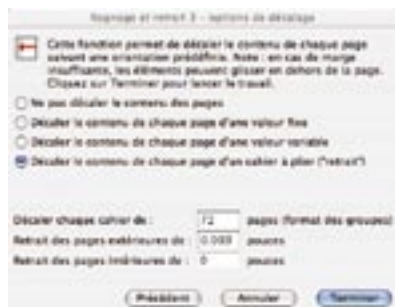 Rognage et retrait 3 - options de décalage
Cette fonction permet de décaler le contenu de chaque page
suivant une orientation prédéfinie. Note : en cas de marge
insuffisante, les éléments peuvent glisser en dehors de la page.
Cliquez sur Terminer pour lancer le travail.
Ne pas décaler le contenu des pages
Décaler le contenu de chaque page d'une valeur fixe
Décaler le contenu de chaque page d'une valeur variable
Décaler le contenu de chaque page d'un cahier à plier ("retrait")
Décaler chaque cahier de : 72 pages (format des groupes)
Retrait des pages extérieures de : pouces
Retrait des pages intérieures de : 0 pouces
Précédent Annuler Terminer